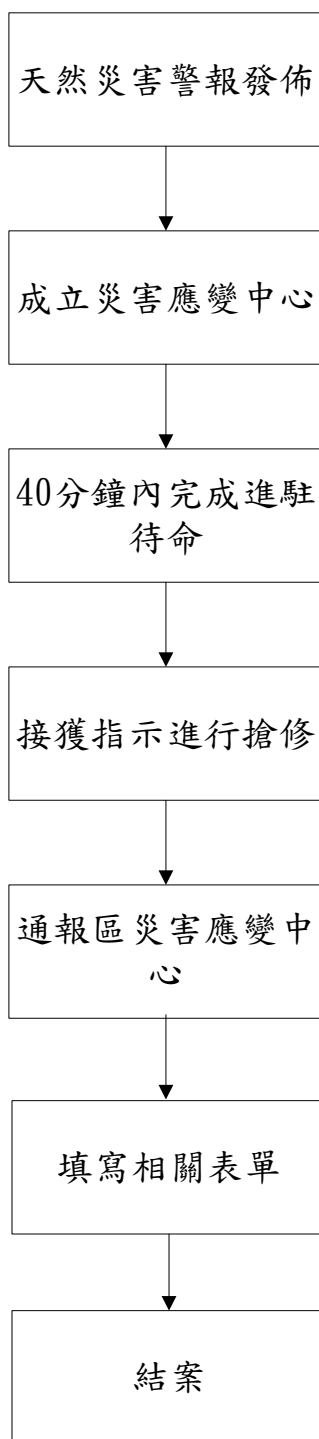 天然災害警報發佈
成立災害應變中心
40分鐘內完成進駐
待命
接獲指示進行搶修
通報區災害應變中
心
填寫相關表單
結案